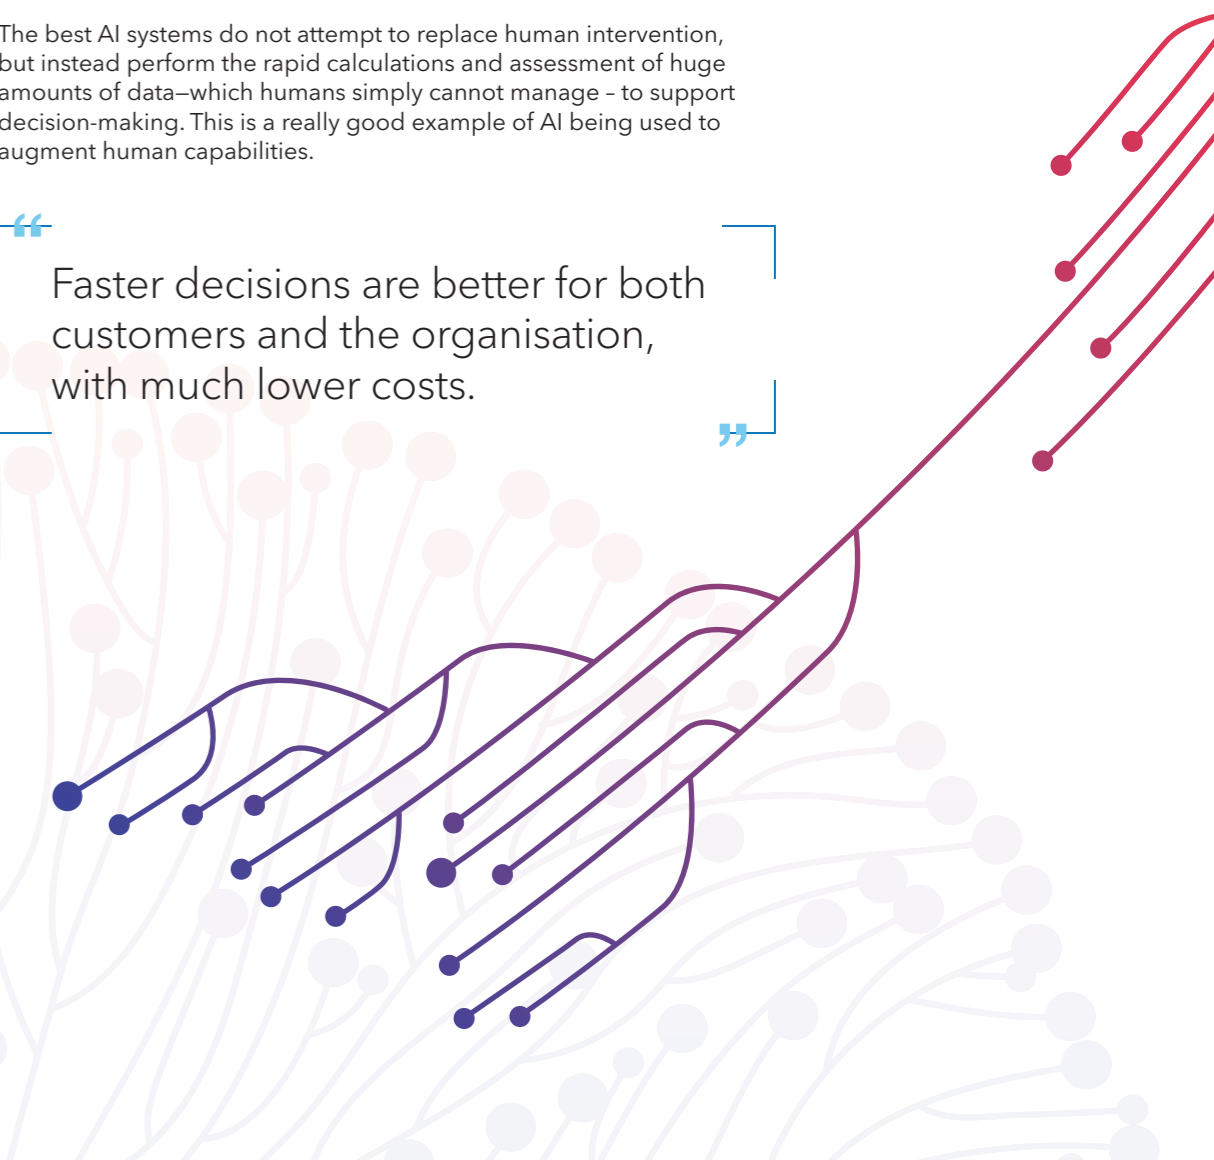 The best AI systems do not attempt to replace human intervention,
but instead perform the rapid calculations and assessment of huge
amounts of data—which humans simply cannot manage – to support
decision-making. This is a really good example of AI being used to
augment human capabilities.
“
Faster decisions are better for both
customers and the organisation,
with much lower costs.
”